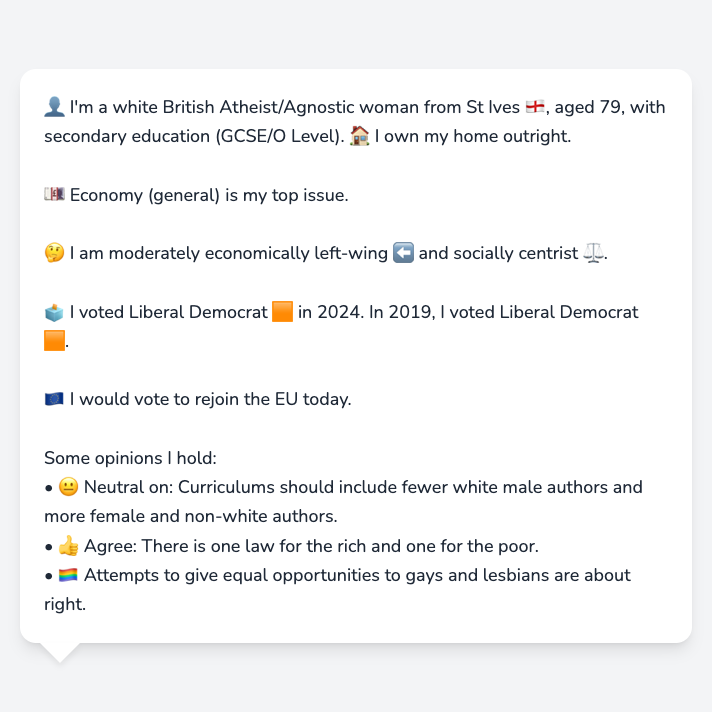 👤 I'm a white British Atheist/Agnostic woman from St Ives 🏴󠁧󠁢󠁥󠁮󠁧󠁿, aged 79, with
secondary education (GCSE/O Level). 🏠 I own my home outright.
💷 Economy (general) is my top issue.
🤔 I am moderately economically left-wing ⬅️ and socially centrist ⚖️.
🗳️ I voted Liberal Democrat 🟧 in 2024. In 2019, I voted Liberal Democrat
🟧.
🇪🇺 I would vote to rejoin the EU today.
Some opinions I hold:
• 😐 Neutral on: Curriculums should include fewer white male authors and
more female and non-white authors.
• 👍 Agree: There is one law for the rich and one for the poor.
• 🏳️‍🌈 Attempts to give equal opportunities to gays and lesbians are about
right.